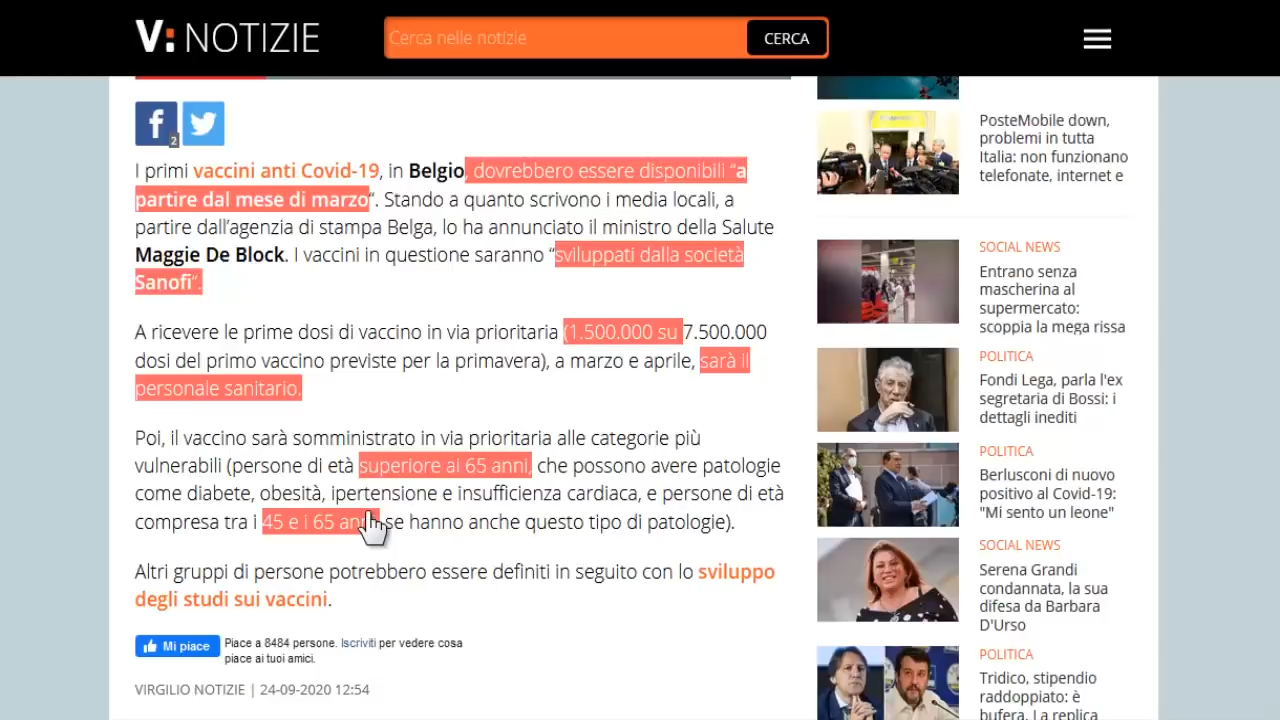 V: NOTIZIE
Cerca nelle notizie
CERCA
2
I primi vaccini anti Covid-19, in Belgio, dovrebbero essere disponibili “a
partire dal mese di marzo“. Stando a quanto scrivono i media locali, a
partire dall’agenzia di stampa Belga, lo ha annunciato il ministro della Salute
Maggie De Block. I vaccini in questione saranno “sviluppati dalla società
Sanofi“.
A ricevere le prime dosi di vaccino in via prioritaria (1.500.000 su 7.500.000
dosi del primo vaccino previste per la primavera), a marzo e aprile, sarà il
personale sanitario.
Poi, il vaccino sarà somministrato in via prioritaria alle categorie più
vulnerabili (persone di età superiore ai 65 anni, che possono avere patologie
come diabete, obesità, ipertensione e insufficienza cardiaca, e persone di età
compresa tra i 45 e i 65 se hanno anche questo tipo di patologie).
Altri gruppi di persone potrebbero essere definiti in seguito con lo sviluppo
degli studi sui vaccini.
Mi piace
Piace a 8484 persone. Iscriviti per vedere cosa
piace ai tuoi amici.
VIRGILIO NOTIZIE | 24-09-2020 12:54
PosteMobile down,
problemi in tutta
Italia: non funzionano
telefonate, internet e
SOCIAL NEWS
Entrano senza
mascherina al
supermercato:
scoppia la mega rissa
POLITICA
Fondi Lega, parla l'ex
segretaria di Bossi: i
dettagli inediti
POLITICA
Berlusconi di nuovo
positivo al Covid-19:
"Mi sento un leone"
SOCIAL NEWS
Serena Grandi
condannata, la sua
difesa da Barbara
D'Urso
POLITICA
Tridico, stipendio
raddoppiato: è
bufera. La replica